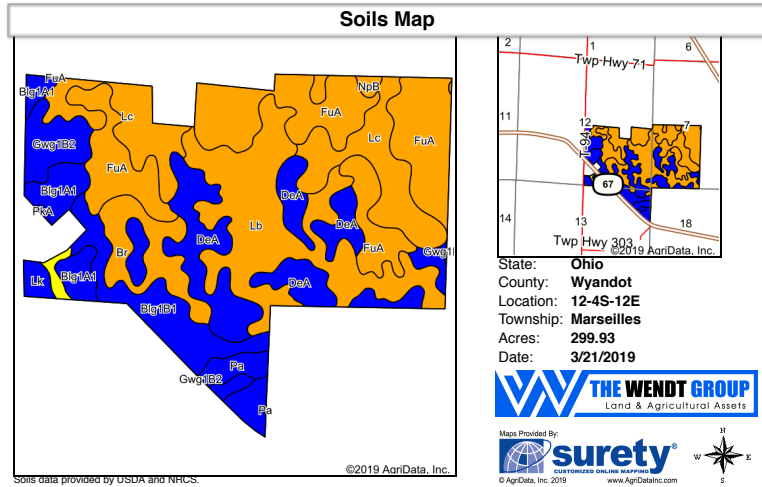 Soils Map
FuA
Blg1A1
Lc
NpB
FuA
Gwg1B2
Lc
FuA
FuA
Blg1A1
DeA
PkA
DeA
Lb
Br
DeA
FuA
Lk
Blg1A1
DeA
Blg1B1
Pa
Gwg1B2
Pa
©2019 AgriData, Inc.
Soils data provided by USDA and NRCS.
2
1
6
Twp Hwy 71
11
12
7
67
14
13
18
Twp Hwy 303
©2019 AgriData, Inc.
State: Ohio
County: Wyandot
Location: 12-4S-12E
Township: Marseilles
Acres: 299.93
Date: 3/21/2019
W THE WENDT GROUP
Land & Agricultural Assets
Maps Provided By:
surety®
CUSTOMIZED ONLINE MAPPING
© AgriData, Inc. 2019 www.AgriDataInc.com
N
W E
S